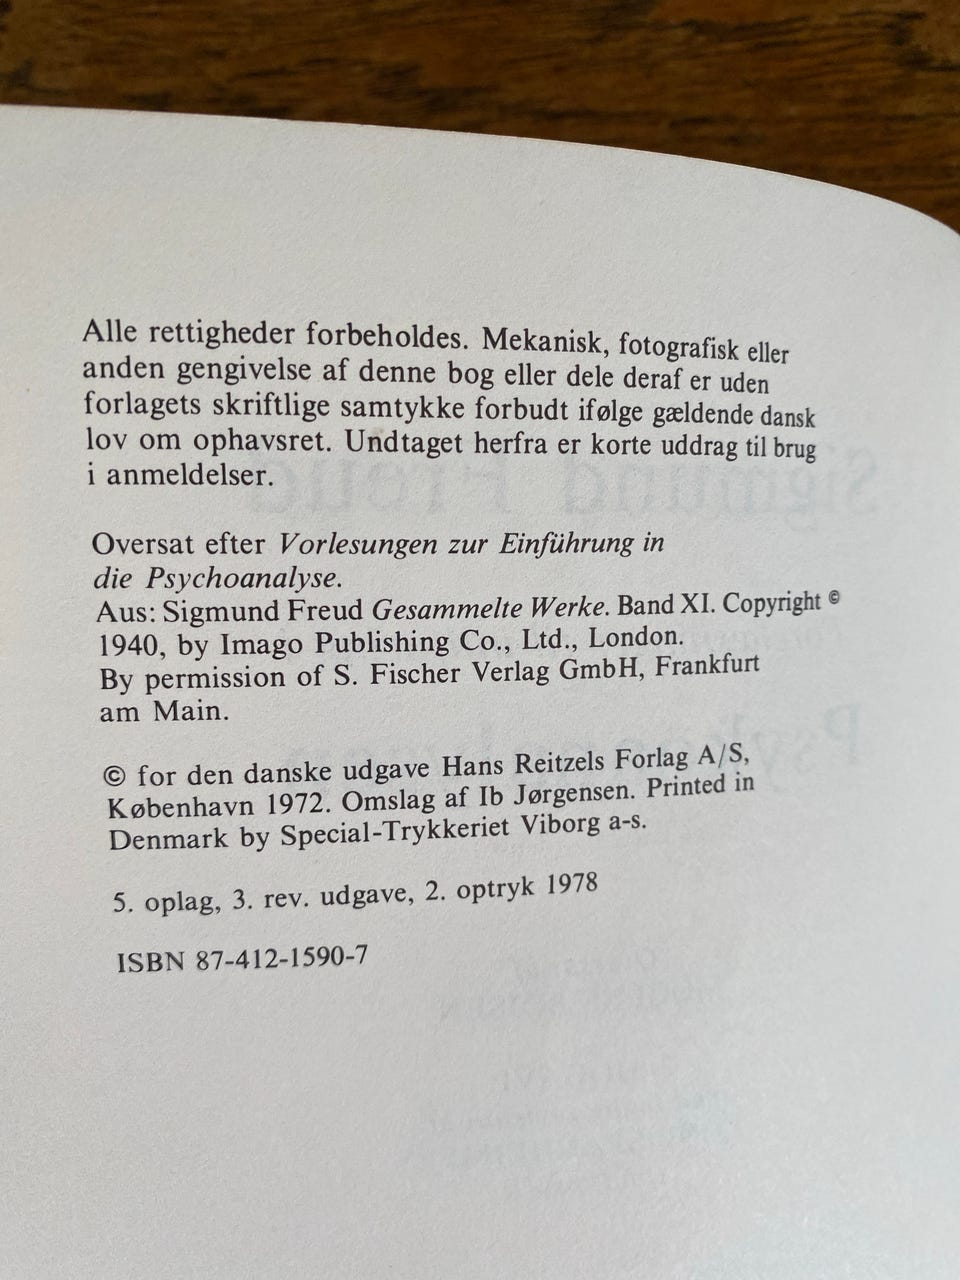 Alle rettigheder forbeholdes. Mekanisk, fotografisk eller
anden gengivelse af denne bog eller dele deraf er uden
forlagets skriftlige samtykke forbudt ifølge gældende dansk
lov om ophavsret. Undtaget herfra er korte uddrag til brug
i anmeldelser.
Oversat efter Vorlesungen zur Einführung in
die Psychoanalyse.
Aus: Sigmund Freud Gesammelte Werke. Band XI. Copyright ©
1940, by Imago Publishing Co., Ltd., London.
By permission of S. Fischer Verlag GmbH, Frankfurt
am Main.
© for den danske udgave Hans Reitzels Forlag A/S,
København 1972. Omslag af Ib Jørgensen. Printed in
Denmark by Special-Trykkeriet Viborg a-s.
5. oplag, 3. rev. udgave, 2. optryk 1978
ISBN 87-412-1590-7